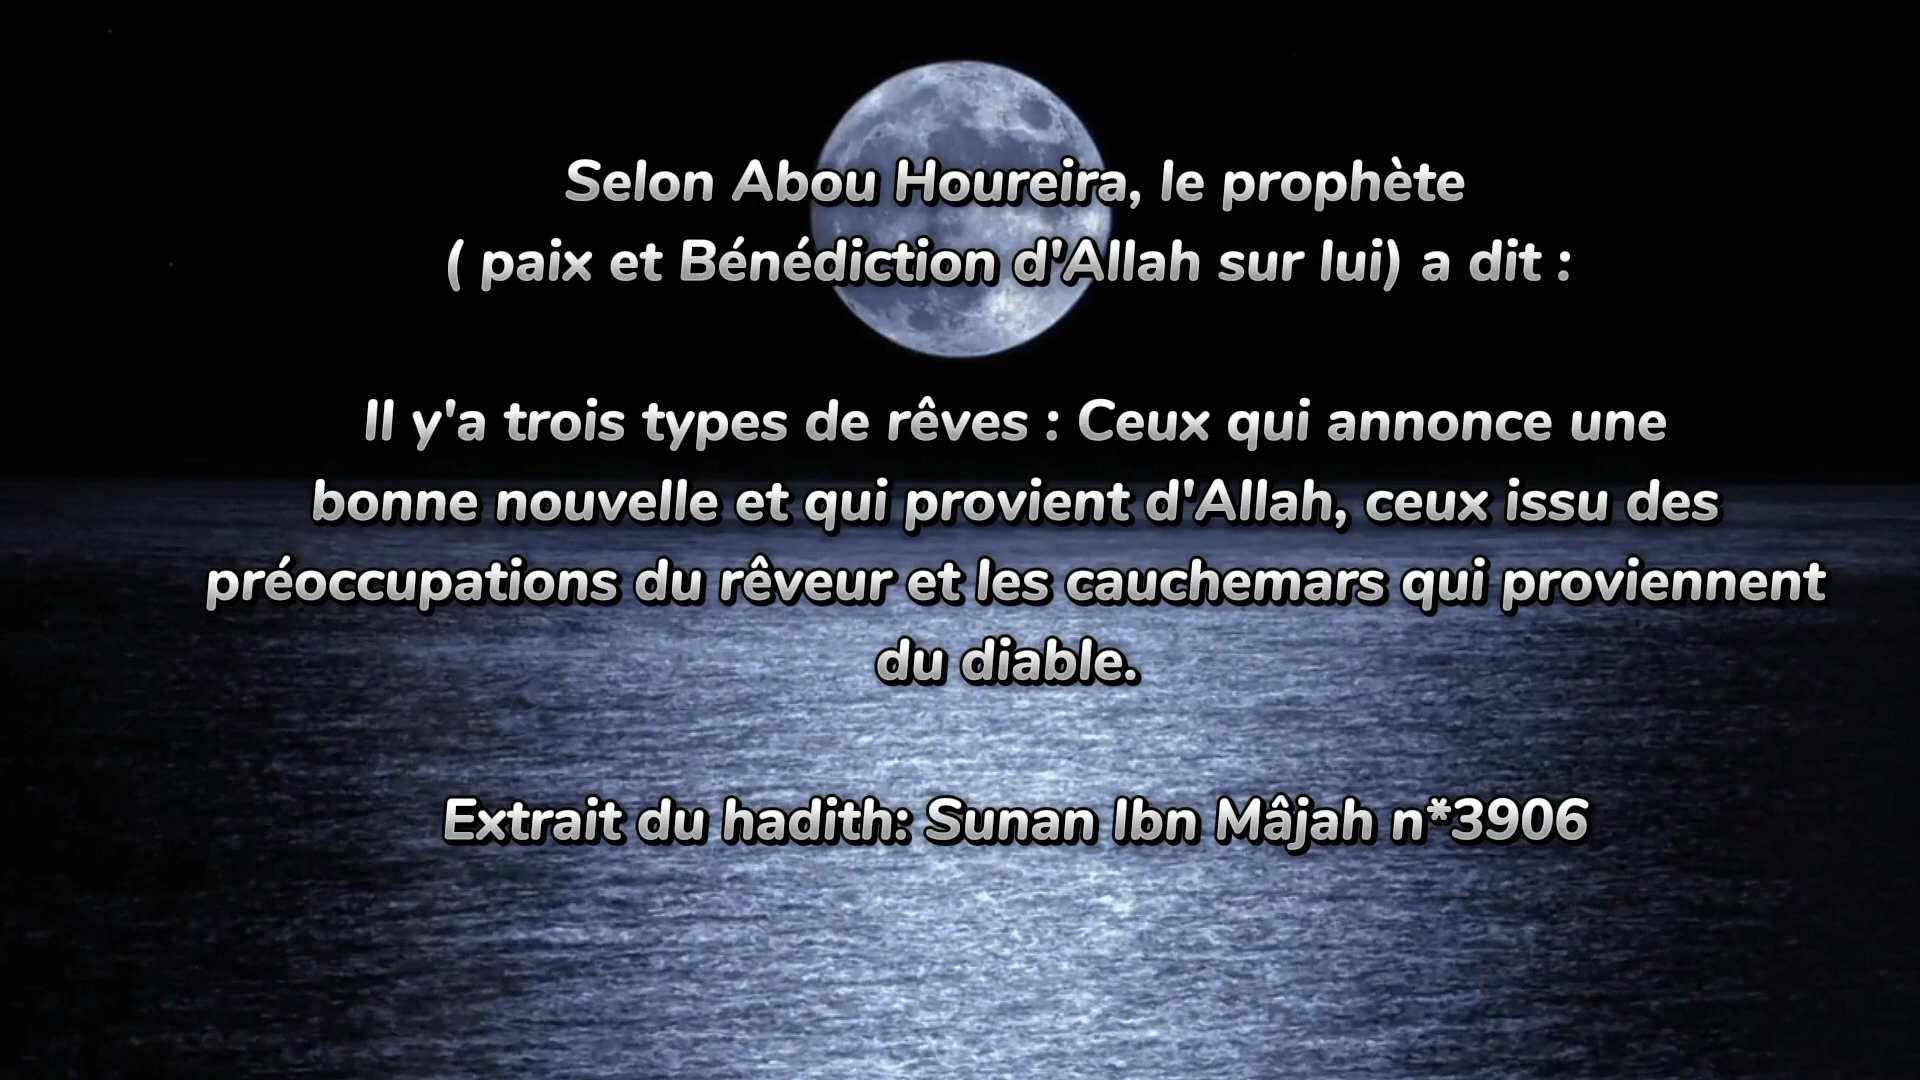 Selon Abou Houreira, le prophète
( paix et Bénédiction d'Allah sur lui) a dit :
Il y'a trois types de rêves : Ceux qui annonce une
bonne nouvelle et qui provient d'Allah, ceux issu des
préoccupations du rêveur et les cauchemars qui proviennent
du diable.
Extrait du hadith: Sunan Ibn Mâjah n*3906